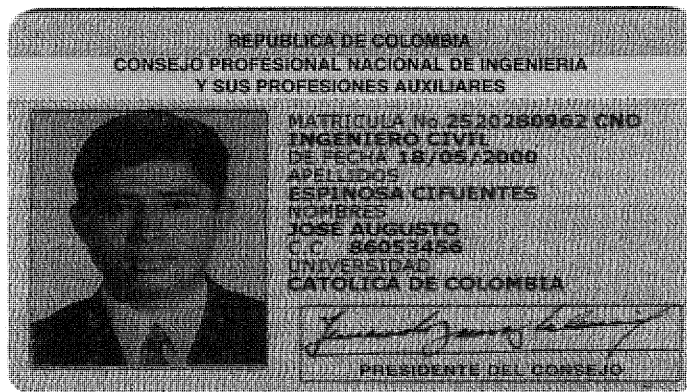 REPUBLICA DE COLOMBIA
CONSEJO PROFESIONAL NACIONAL DE INGENIERIA
Y SUS PROFESIONES AUXILIARES
MATRICULA No 2520280962 CND
INGENIERO CIVIL
DE FECHA 18/05/2000
APELLIDOS
ESPINOSA CIFUENTES
NOMBRES
JOSE AUGUSTO
C.C. 86053456
UNIVERSIDAD
CATOLICA DE COLOMBIA
PRESIDENTE DEL CONSEJO